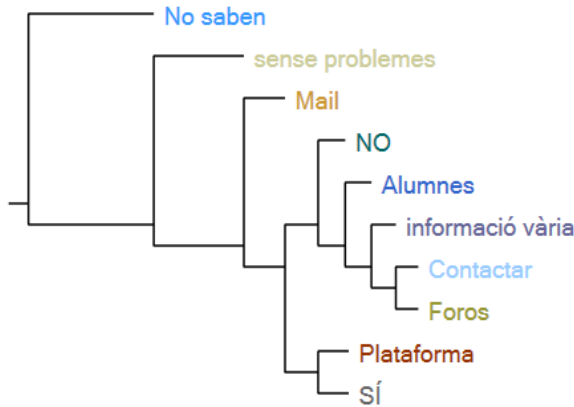 No saben
sense problemes
Mail
NO
Alumnes
informació vària
Contactar
Foros
Plataforma
SÍ